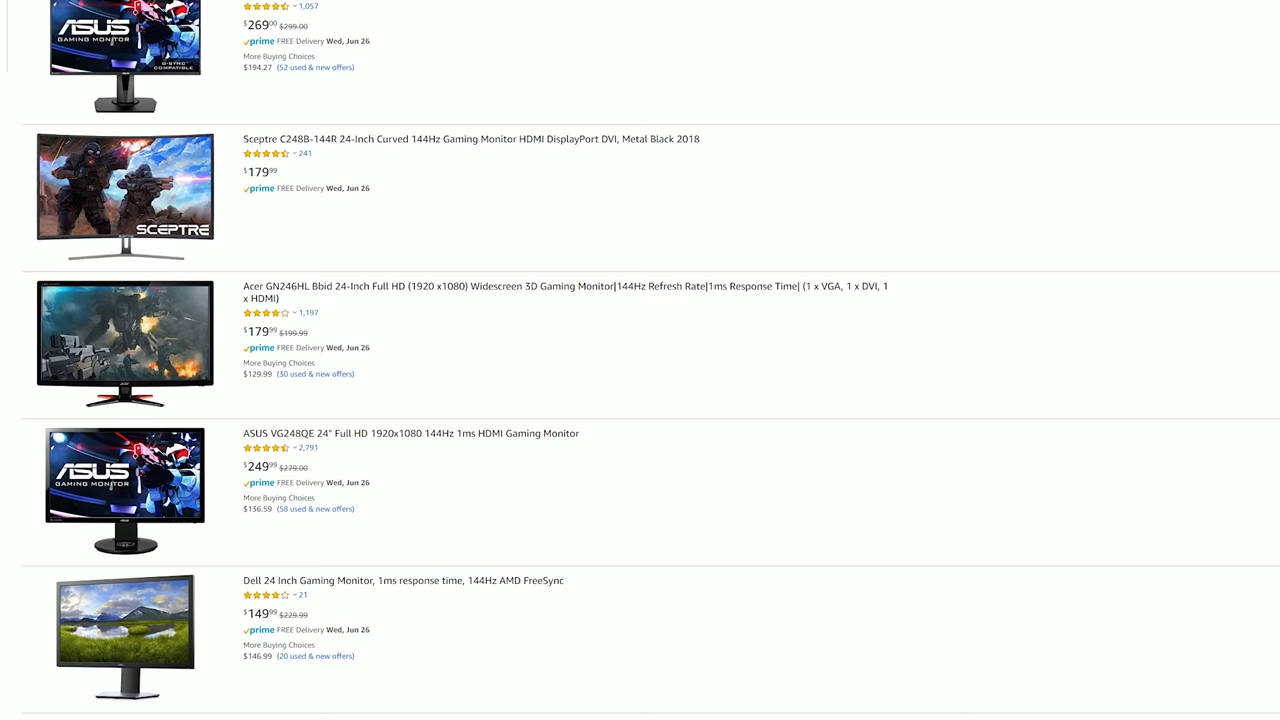 ASUS
GAMING MONITOR
G-SYNC
COMPATIBLE
1,057
$269.00 $299.00
prime FREE Delivery Wed, Jun 26
More Buying Choices
$194.27 (52 used & new offers)
SCEPTRE
Sceptre C248B-144R 24-Inch Curved 144Hz Gaming Monitor HDMI DisplayPort DVI, Metal Black 2018
241
$179.99
prime FREE Delivery Wed, Jun 26
Acer GN246HL Bbid 24-Inch Full HD (1920 x1080) Widescreen 3D Gaming Monitor|144Hz Refresh Rate|1ms Response Time| (1 x VGA, 1 x DVI, 1
x HDMI)
1,197
$179.99 $199.99
prime FREE Delivery Wed, Jun 26
More Buying Choices
$129.99 (30 used & new offers)
ASUS
GAMING MONITOR
ASUS VG248QE 24" Full HD 1920x1080 144Hz 1ms HDMI Gaming Monitor
2,791
$249.99 $279.00
prime FREE Delivery Wed, Jun 26
More Buying Choices
$136.59 (58 used & new offers)
Dell 24 Inch Gaming Monitor, 1ms response time, 144Hz AMD FreeSync
21
$149.99 $229.99
prime FREE Delivery Wed, Jun 26
More Buying Choices
$146.99 (20 used & new offers)